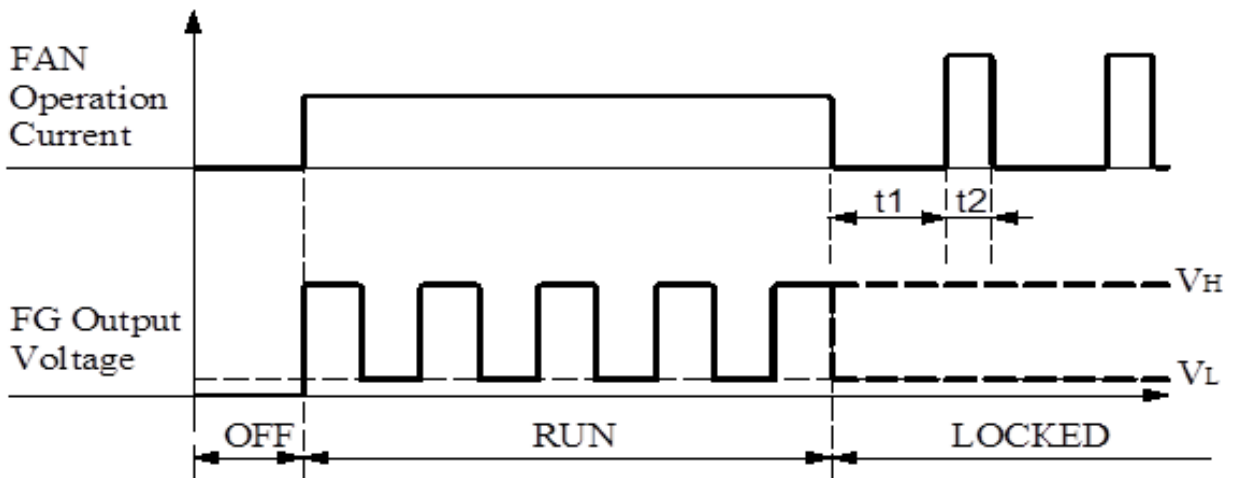 FAN
Operation
Current
t1
t2
FG Output
Voltage
VH
VL
OFF
RUN
LOCKED